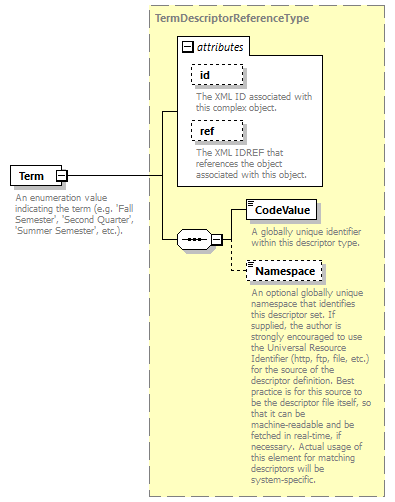 TermDescriptorReferenceType
attributes
id
The XML ID associated with
this complex object.
ref
The XML IDREF that
references the object
associated with this object.
Term
An enumeration value
indicating the term (e.g. 'Fall
Semester', 'Second Quarter',
'Summer Semester', etc.).
CodeValue
A globally unique identifier
within this descriptor type.
Namespace
An optional globally unique
namespace that identifies
this descriptor set. If
supplied, the author is
strongly encouraged to use
the Universal Resource
Identifier (http, ftp, file, etc.)
for the source of the
descriptor definition. Best
practice is for this source to
be the descriptor file itself, so
that it can be
machine-readable and be
fetched in real-time, if
necessary. Actual usage of
this element for matching
descriptors will be
system-specific.